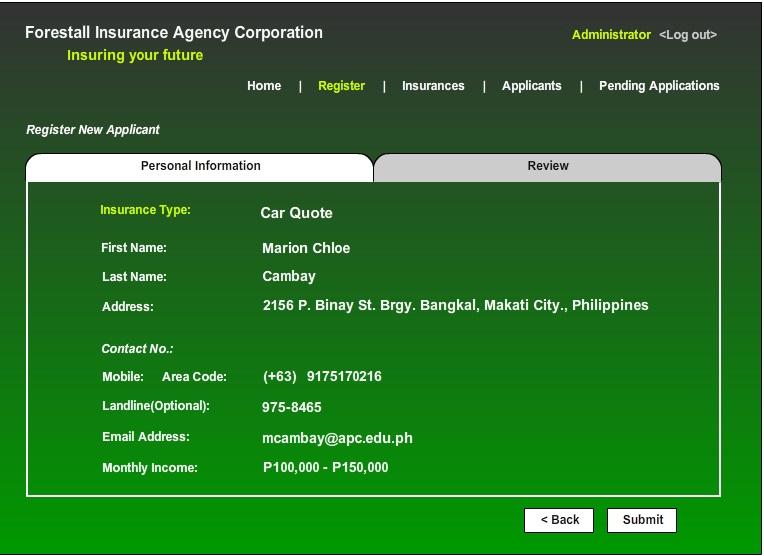 Forestall Insurance Agency Corporation
Administrator <Log out>
Insuring your future
Home | Register | Insurances | Applicants | Pending Applications
Register New Applicant
Personal Information Review
Insurance Type: Car Quote
First Name: Marion Chloe
Last Name: Cambay
Address: 2156 P. Binay St. Brgy. Bangkal, Makati City., Philippines
Contact No.:
Mobile: Area Code: (+63) 9175170216
Landline(Optional): 975-8465
Email Address: mcambay@apc.edu.ph
Monthly Income: P100,000 - P150,000
< Back Submit